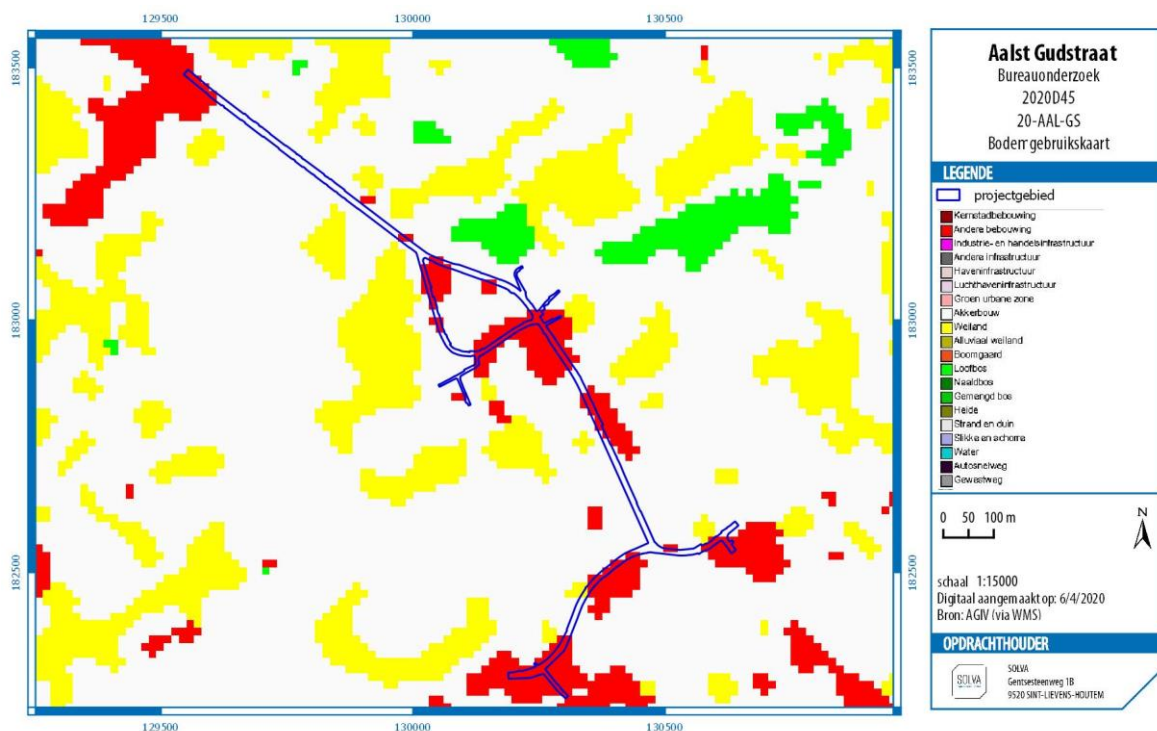 129500 130000 130500
183500 183500
183000 183000
182500 182500
129500 130000 130500
Aalst Gudstraat
Bureauonderzoek
2020D45
20-AAL-GS
Bodemgebruikskaart
LEGENDE
projectgebied
Kernstadbebouwing
Andere bebouwing
Industrie- en handelsinfrastructuur
Andere infrastructuur
Haveninfrastructuur
Luchthaveninfrastructuur
Groen urbane zone
Akkerbouw
Weiland
Alluviaal weiland
Boomgaard
Loofbos
Naaldbos
Gemengd bos
Heide
Strand en duin
Slikke en schorre
Water
Autosnelweg
Gewestweg
N
0 50 100 m
schaal 1:15000
Digitaal aangemaakt op: 6/4/2020
Bron: AGIV (via WMS)
OPDRACHTHOUDER
SOLVA
SOLVA
Gentsesteenweg 1B
9520 SINT-LIEVENS-HOUTEM